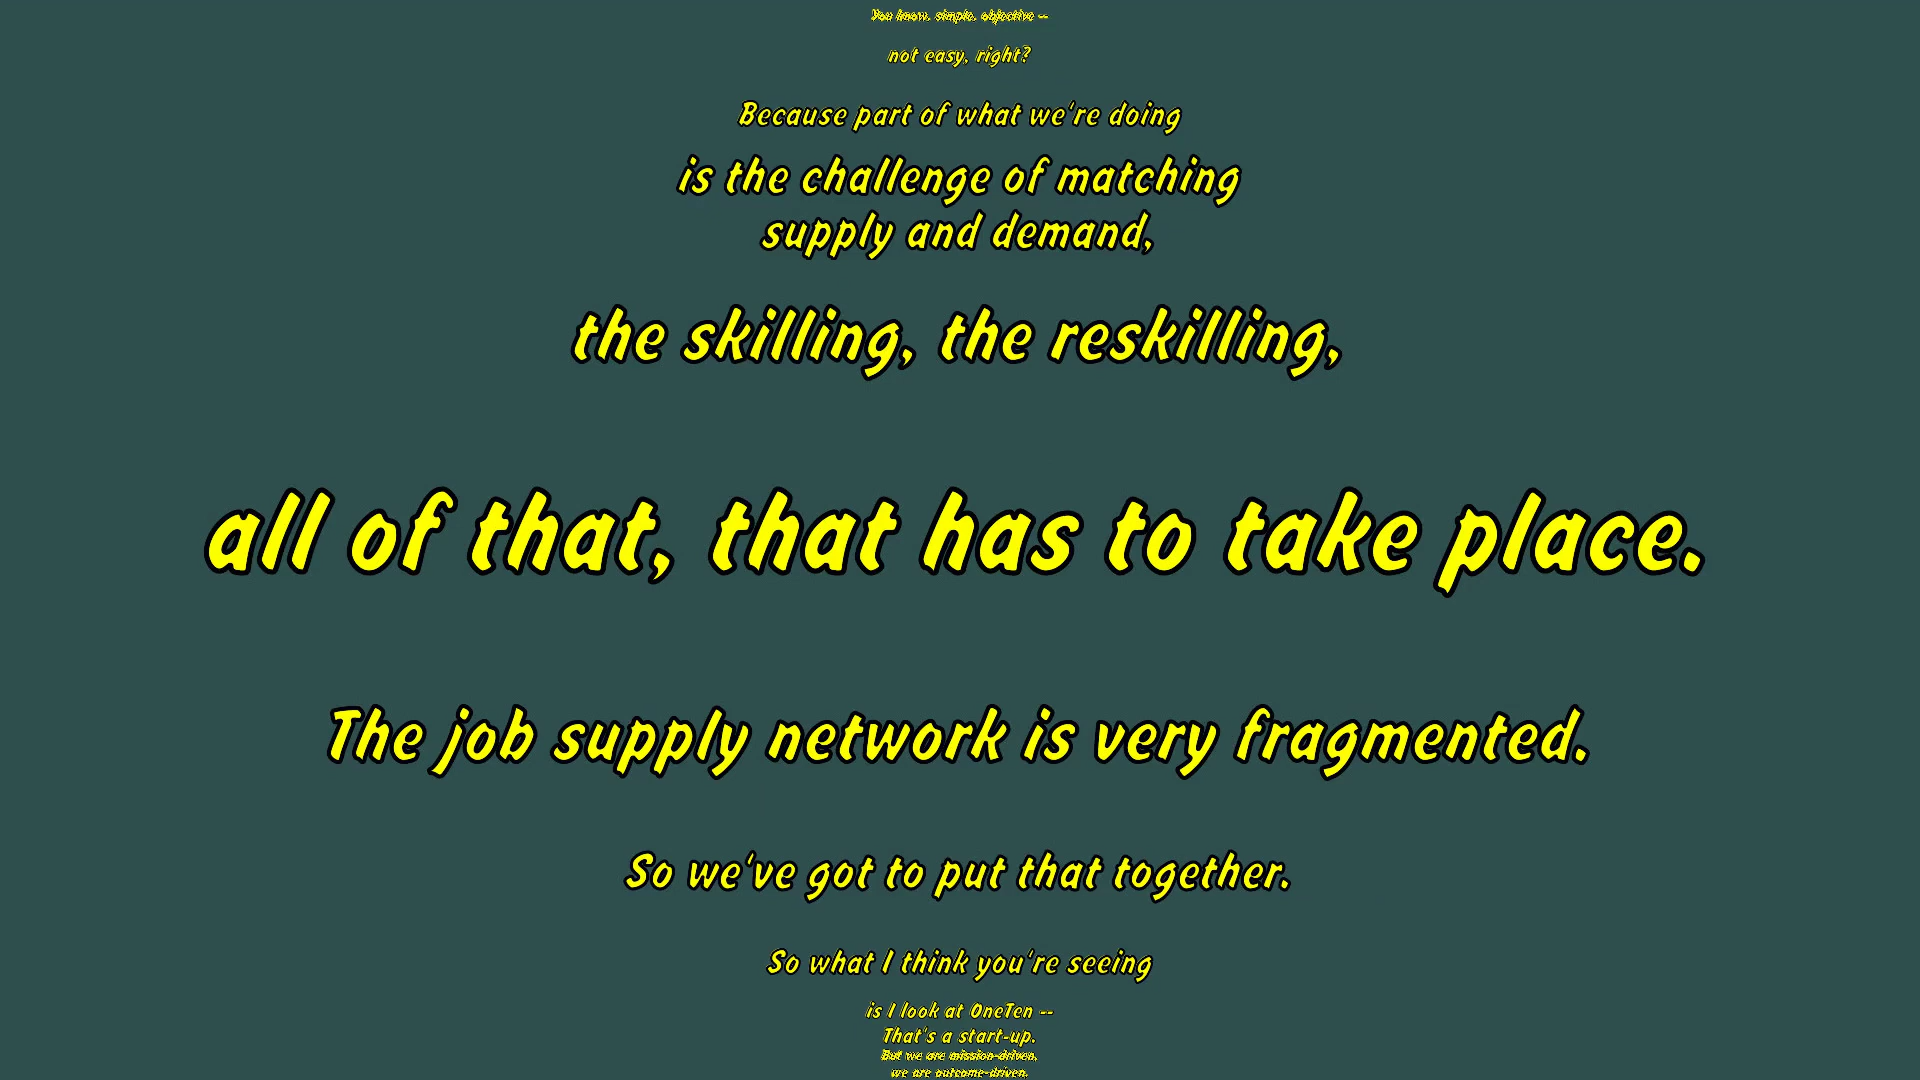 You know, simple, objective --
not easy, right?
Because part of what we're doing
is the challenge of matching
supply and demand,
the skilling, the reskilling,
all of that, that has to take place.
The job supply network is very fragmented.
So we've got to put that together.
So what I think you're seeing
is I look at OneTen --
That's a start-up.
But we are mission-driven,
we are outcome-driven.